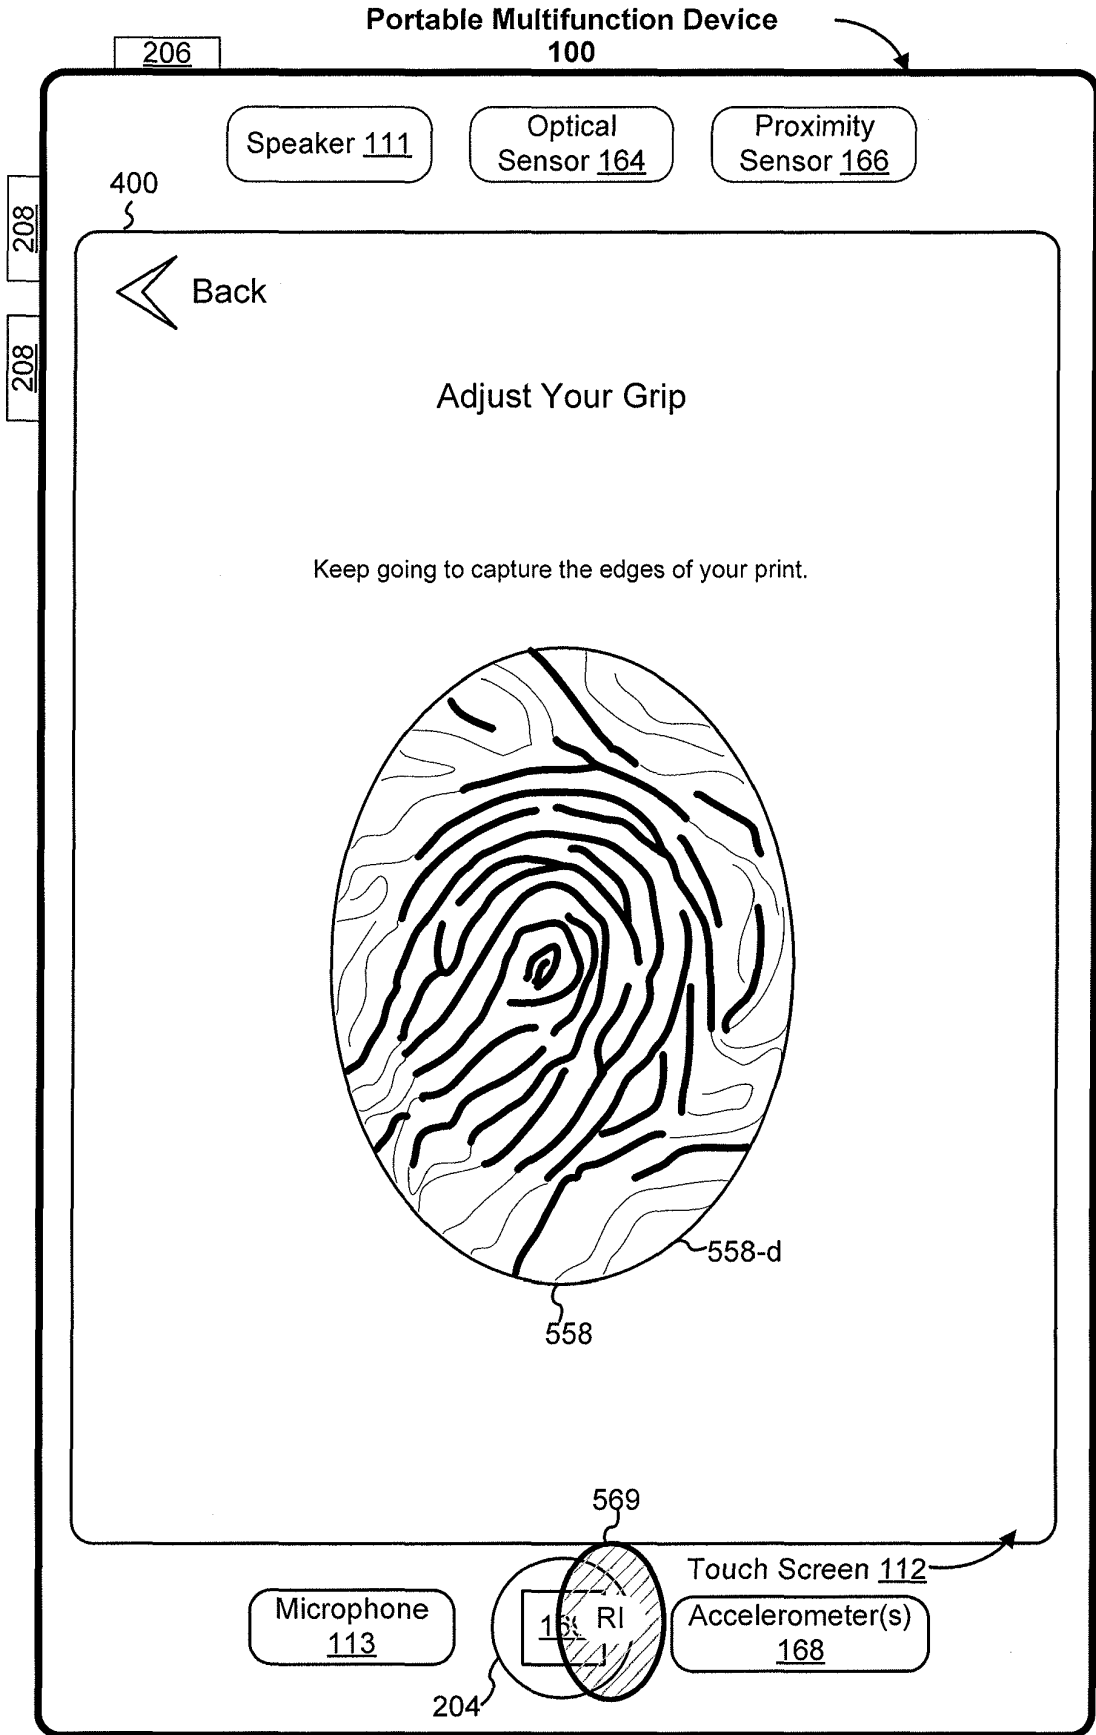 Portable Multifunction Device
100
206
Speaker 111
Optical
Sensor 164
Proximity
Sensor 166
400
208
208
Back
Adjust Your Grip
Keep going to capture the edges of your print.
558-d
558
569
Touch Screen 112
Microphone
113
RI
Accelerometer(s)
168
204